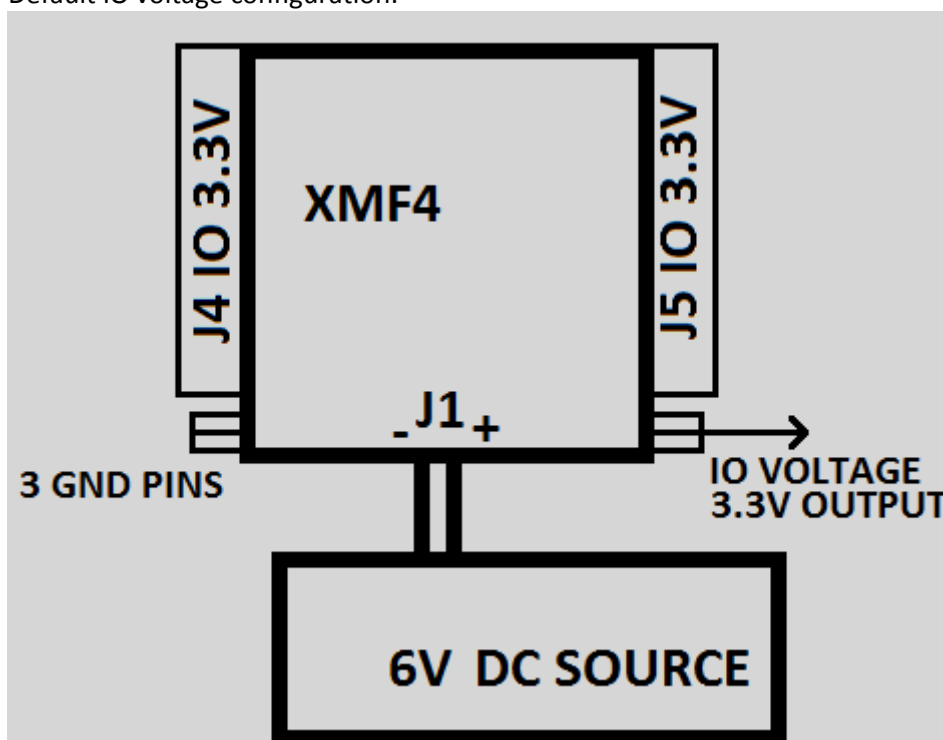 Default IO voltage configuration:
J4 IO 3.3V
XMF4
J5 IO 3.3V
- J1 +
3 GND PINS
IO VOLTAGE
3.3V OUTPUT
6V DC SOURCE